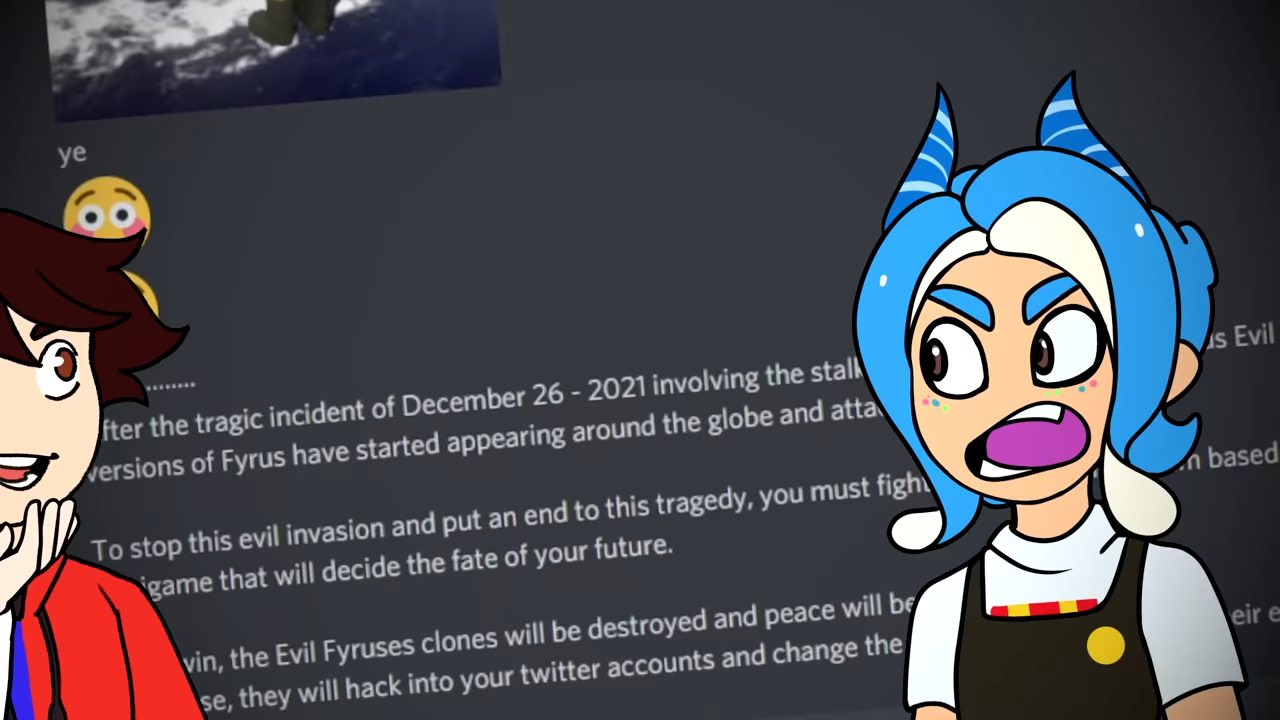 ye
........
fter the tragic incident of December 26 - 2021 involving the stalk s Evil
versions of Fyrus have started appearing around the globe and atta
To stop this evil invasion and put an end to this tragedy, you must fight m based
igame that will decide the fate of your future.
vin, the Evil Fyruses clones will be destroyed and peace will be eir e
se, they will hack into your twitter accounts and change the